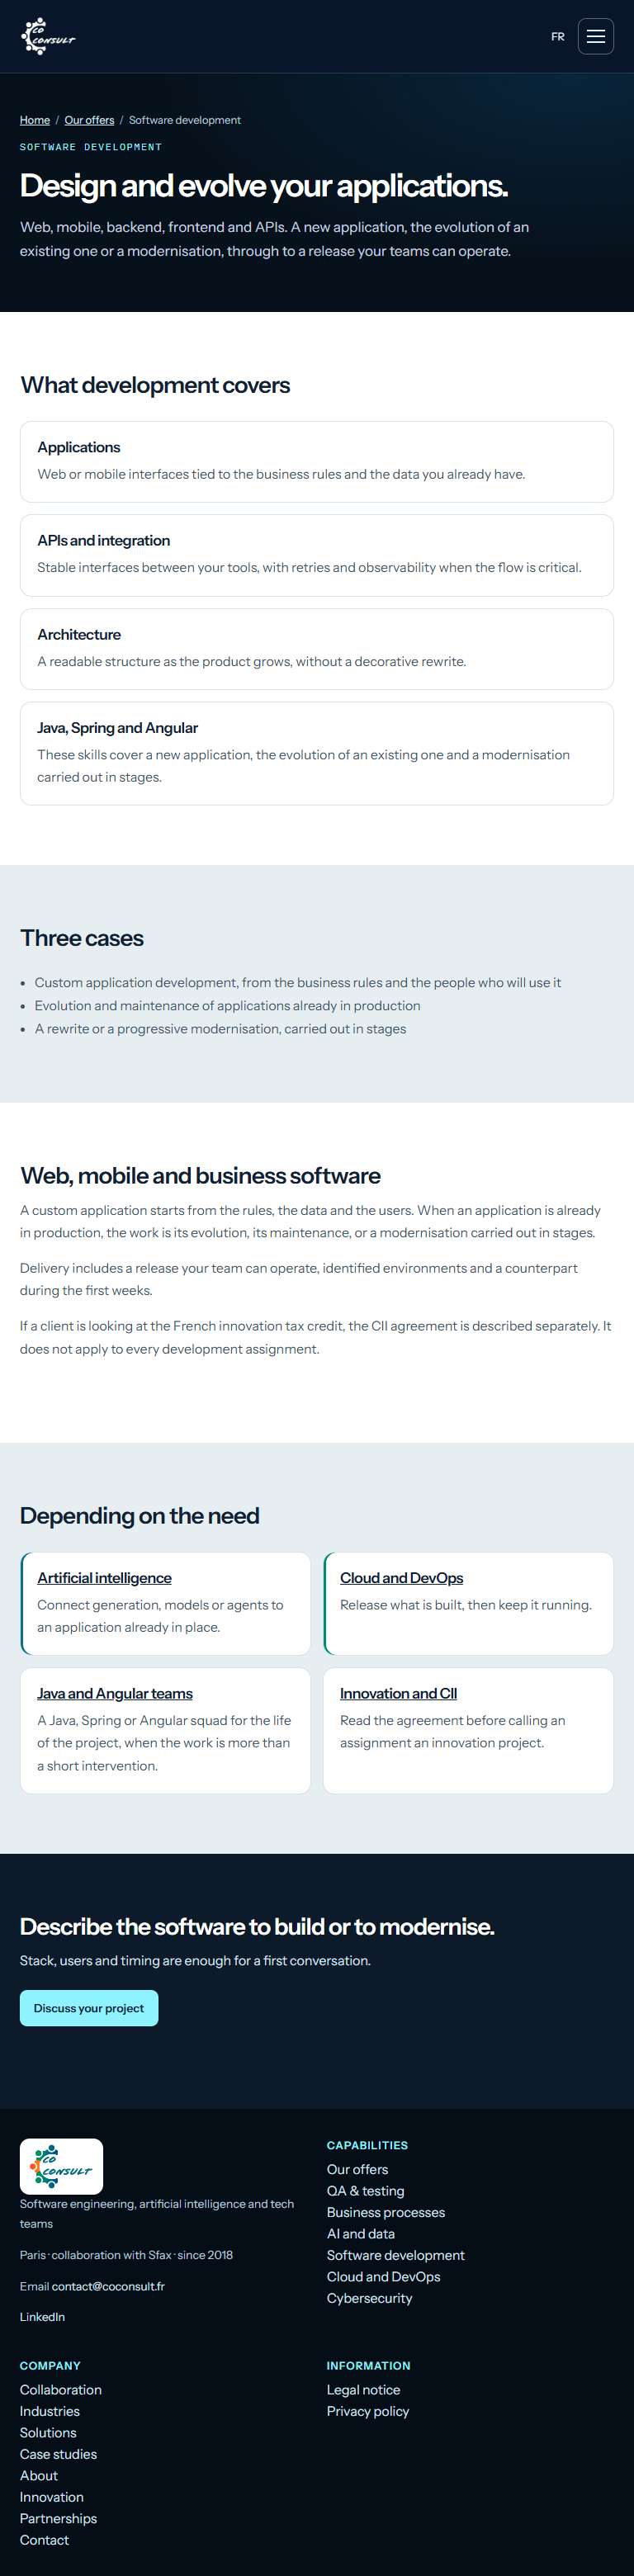 CO
CONSULT
FR
Home / Our offers / Software development
SOFTWARE DEVELOPMENT
Design and evolve your applications.
Web, mobile, backend, frontend and APIs. A new application, the evolution of an
existing one or a modernisation, through to a release your teams can operate.
What development covers
Applications
Web or mobile interfaces tied to the business rules and the data you already have.
APIs and integration
Stable interfaces between your tools, with retries and observability when the flow is critical.
Architecture
A readable structure as the product grows, without a decorative rewrite.
Java, Spring and Angular
These skills cover a new application, the evolution of an existing one and a modernisation
carried out in stages.
Three cases
• Custom application development, from the business rules and the people who will use it
• Evolution and maintenance of applications already in production
• A rewrite or a progressive modernisation, carried out in stages
Web, mobile and business software
A custom application starts from the rules, the data and the users. When an application is already
in production, the work is its evolution, its maintenance, or a modernisation carried out in stages.
Delivery includes a release your team can operate, identified environments and a counterpart
during the first weeks.
If a client is looking at the French innovation tax credit, the CII agreement is described separately. It
does not apply to every development assignment.
Depending on the need
Artificial intelligence
Connect generation, models or agents to
an application already in place.
Cloud and DevOps
Release what is built, then keep it running.
Java and Angular teams
A Java, Spring or Angular squad for the life
of the project, when the work is more than
a short intervention.
Innovation and CII
Read the agreement before calling an
assignment an innovation project.
Describe the software to build or to modernise.
Stack, users and timing are enough for a first conversation.
Discuss your project
CO
CONSULT
Software engineering, artificial intelligence and tech
teams
Paris · collaboration with Sfax · since 2018
Email contact@coconsult.fr
LinkedIn
CAPABILITIES
Our offers
QA & testing
Business processes
AI and data
Software development
Cloud and DevOps
Cybersecurity
COMPANY
Collaboration
Industries
Solutions
Case studies
About
Innovation
Partnerships
Contact
INFORMATION
Legal notice
Privacy policy